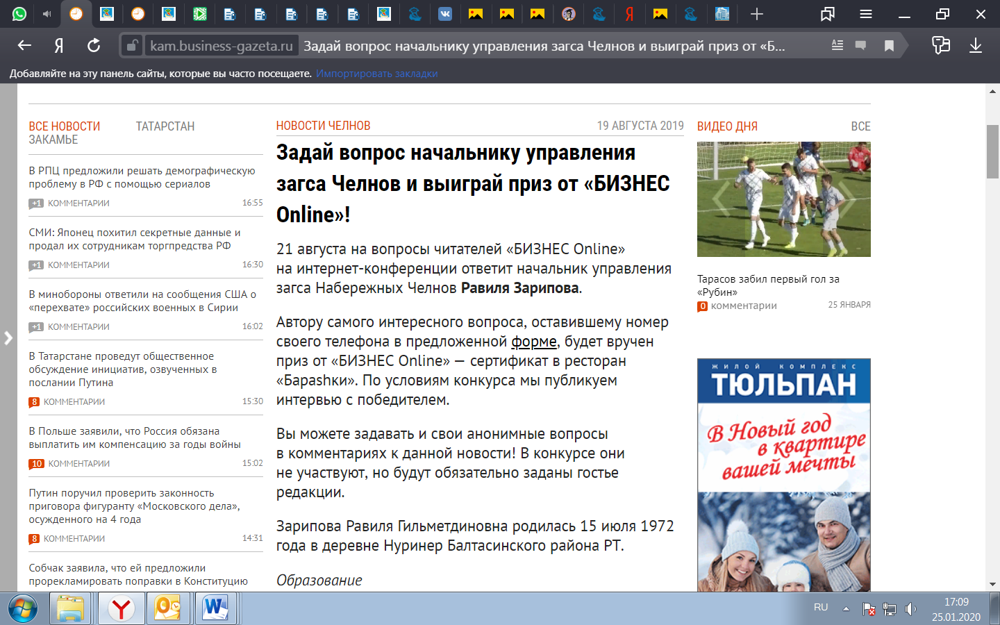 kam.business-gazeta.ru Задай вопрос начальнику управления загса Челнов и выиграй приз от «Б...
Добавляйте на эту панель сайты, которые вы часто посещаете. Импортировать закладки
ВСЕ НОВОСТИ ТАТАРСТАН
ЗАКАМЬЕ
В РПЦ предложили решать демографическую
проблему в РФ с помощью сериалов
+1 КОММЕНТАРИИ 16:55
СМИ: Японец похитил секретные данные и
продал их сотрудникам торгпредства РФ
+1 КОММЕНТАРИИ 16:30
В минобороны ответили на сообщения США о
«перехвате» российских военных в Сирии
+1 КОММЕНТАРИИ 16:02
В Татарстане проведут общественное
обсуждение инициатив, озвученных в
послании Путина
8 КОММЕНТАРИИ 15:30
В Польше заявили, что Россия обязана
выплатить им компенсацию за годы войны
10 КОММЕНТАРИИ 15:02
Путин поручил проверить законность
приговора фигуранту «Московского дела»,
осужденного на 4 года
8 КОММЕНТАРИИ 14:31
Собчак заявила, что ей предложили
прорекламировать поправки в Конституцию
НОВОСТИ ЧЕЛНОВ 19 АВГУСТА 2019
Задай вопрос начальнику управления
загса Челнов и выиграй приз от «БИЗНЕС
Online»!
21 августа на вопросы читателей «БИЗНЕС Online»
на интернет-конференции ответит начальник управления
загса Набережных Челнов Равиля Зарипова.
Автору самого интересного вопроса, оставившему номер
своего телефона в предложенной форме, будет вручен
приз от «БИЗНЕС Online» — сертификат в ресторан
«Бараshки». По условиям конкурса мы публикуем
интервью с победителем.
Вы можете задавать и свои анонимные вопросы
в комментариях к данной новости! В конкурсе они
не участвуют, но будут обязательно заданы гостье
редакции.
Зарипова Равиля Гильметдиновна родилась 15 июля 1972
года в деревне Нуринер Балтасинского района РТ.
Образование
ВИДЕО ДНЯ ВСЕ
Тарасов забил первый гол за
«Рубин»
0 комментарии 25 ЯНВАРЯ
ЖИЛОЙ КОМПЛЕКС
ТЮЛЬПАН
В Новый год
в квартире
вашей мечты
RU 17:09
25.01.2020